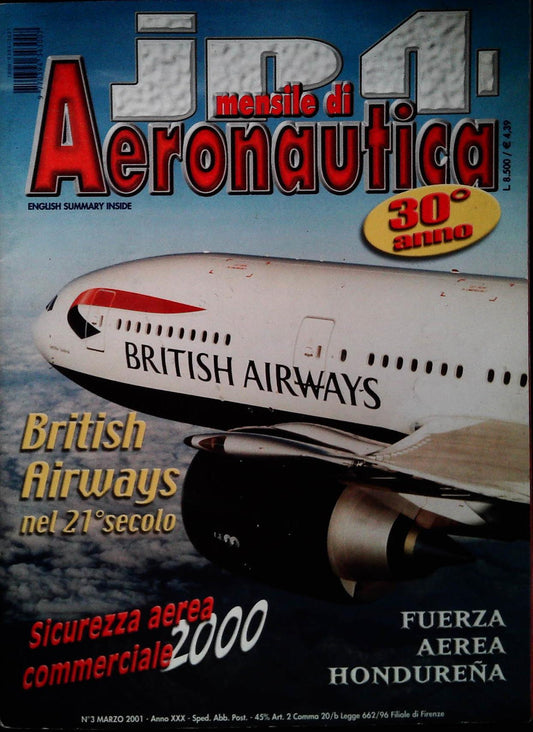 jp4
mensile di
Aeronautica
L. 8.500 / € 4,39
ENGLISH SUMMARY INSIDE
30°
anno
BRITISH AIRWAYS
British
Airways
nel 21° secolo
Sicurezza aerea
commerciale 2000
FUERZA
AEREA
HONDUREÑA
N°3 MARZO 2001 - Anno XXX - Sped. Abb. Post. - 45% Art. 2 Comma 20/b Legge 662/96 Filiale di Firenze